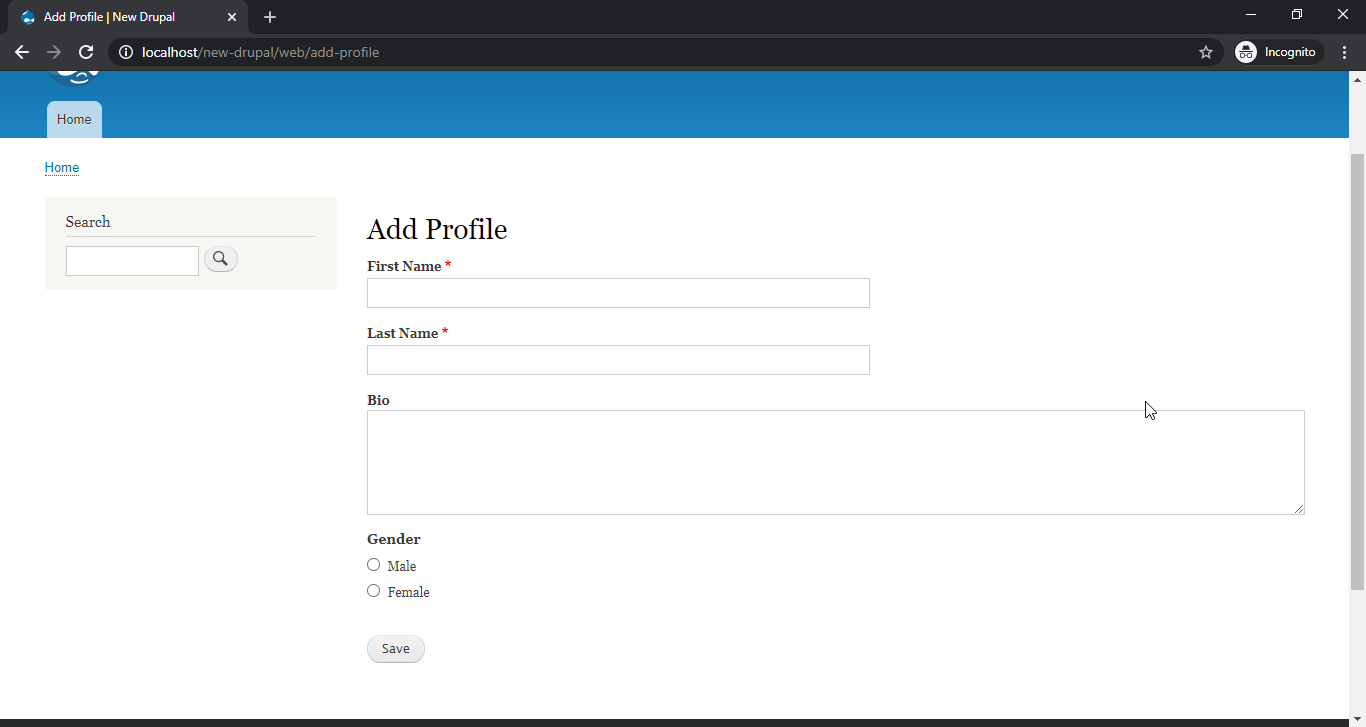 Add Profile | New Drupal
localhost/new-drupal/web/add-profile
Incognito
Home
Home
Search
Add Profile
First Name *
Last Name *
Bio
Gender
Male
Female
Save